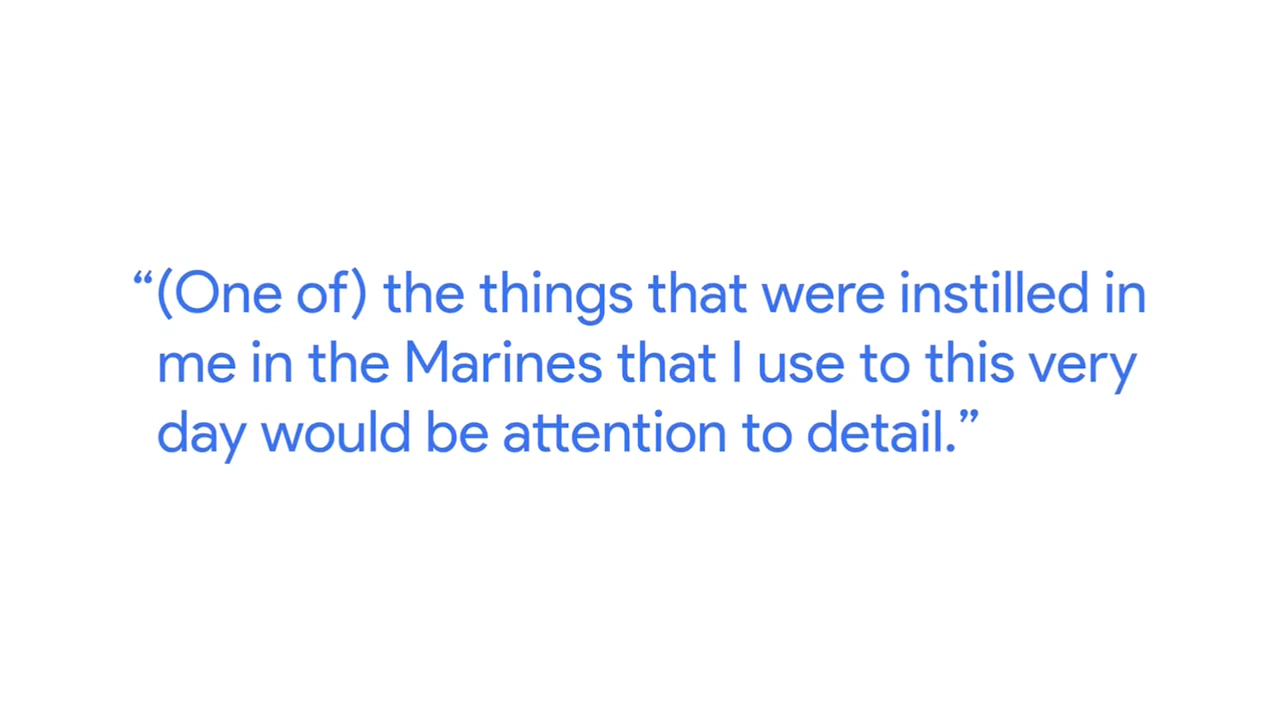 “(One of) the things that were instilled in
me in the Marines that I use to this very
day would be attention to detail.”